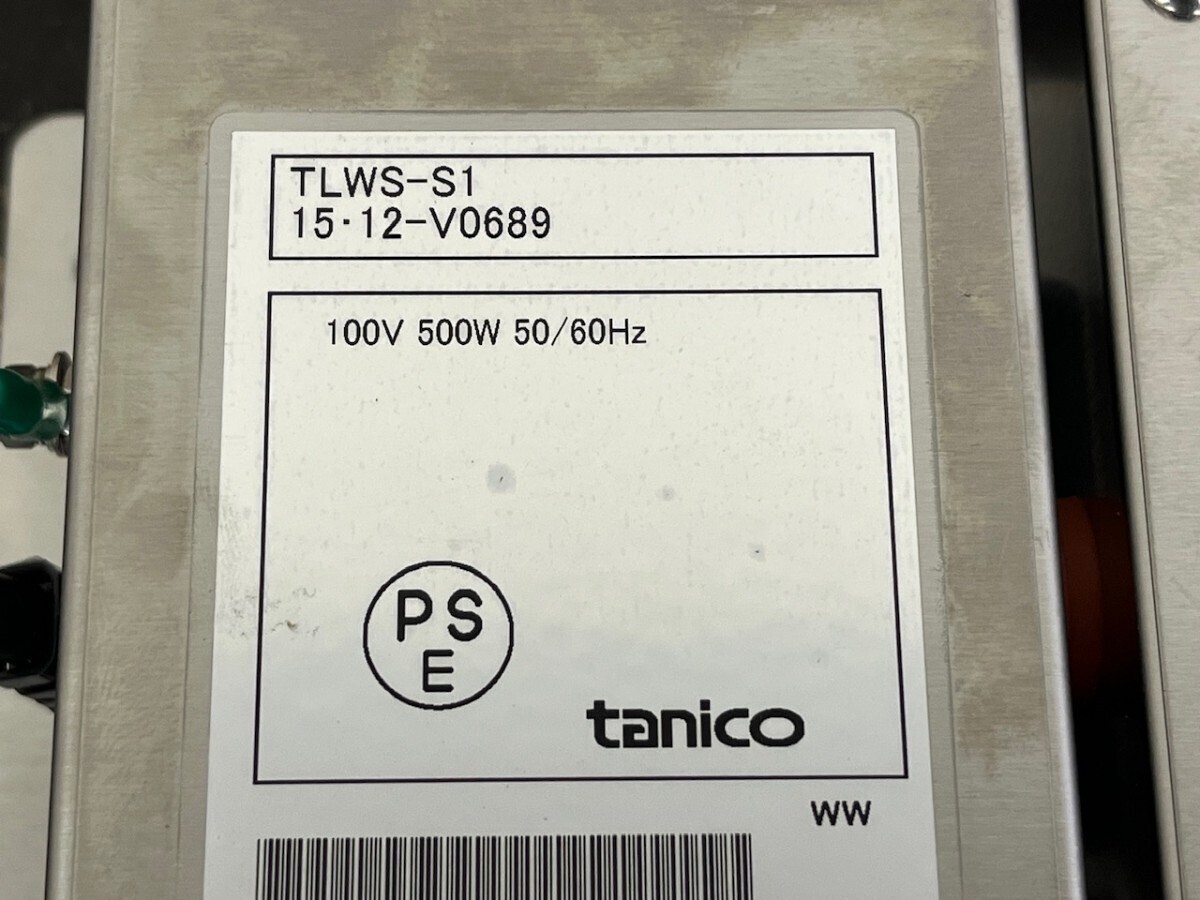 TLWS-S1
15·12-V0689
100V 500W 50/60Hz
PS
E
tanico
WW